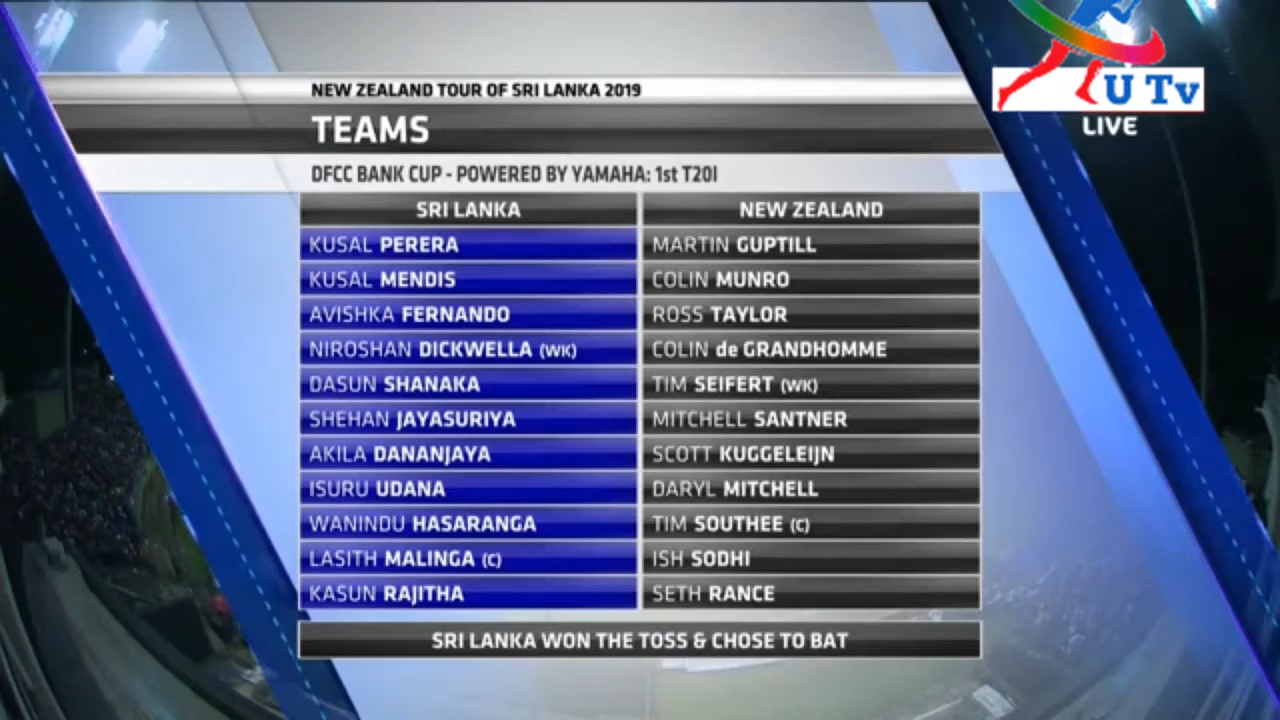 NEW ZEALAND TOUR OF SRI LANKA 2019
TEAMS
DFCC BANK CUP - POWERED BY YAMAHA: 1st T20I
U Tv
LIVE
SRI LANKA
KUSAL PERERA
KUSAL MENDIS
AVISHKA FERNANDO
NIROSHAN DICKWELLA (WK)
DASUN SHANAKA
SHEHAN JAYASURIYA
AKILA DANANJAYA
ISURU UDANA
WANINDU HASARANGA
LASITH MALINGA (C)
KASUN RAJITHA
NEW ZEALAND
MARTIN GUPTILL
COLIN MUNRO
ROSS TAYLOR
COLIN de GRANDHOMME
TIM SEIFERT (WK)
MITCHELL SANTNER
SCOTT KUGGELEIJN
DARYL MITCHELL
TIM SOUTHEE (C)
ISH SODHI
SETH RANCE
SRI LANKA WON THE TOSS & CHOSE TO BAT